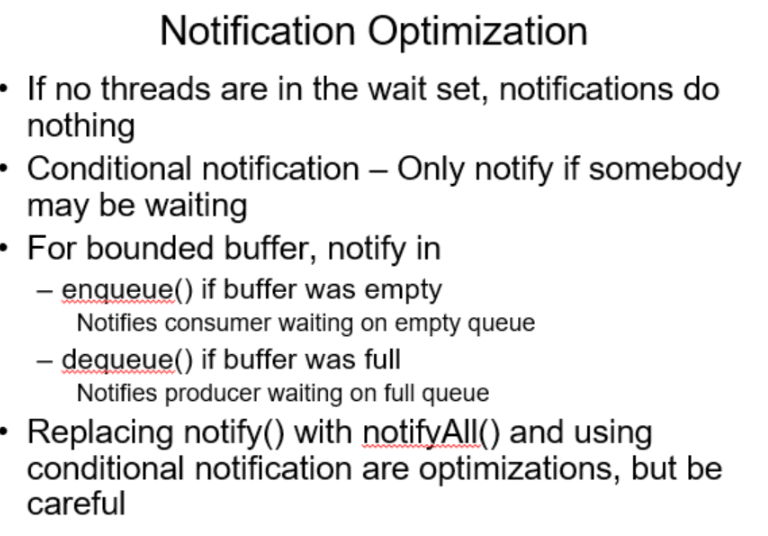 Notification Optimization
• If no threads are in the wait set, notifications do
nothing
• Conditional notification – Only notify if somebody
may be waiting
• For bounded buffer, notify in
– enqueue() if buffer was empty
Notifies consumer waiting on empty queue
– dequeue() if buffer was full
Notifies producer waiting on full queue
• Replacing notify() with notifyAll() and using
conditional notification are optimizations, but be
careful